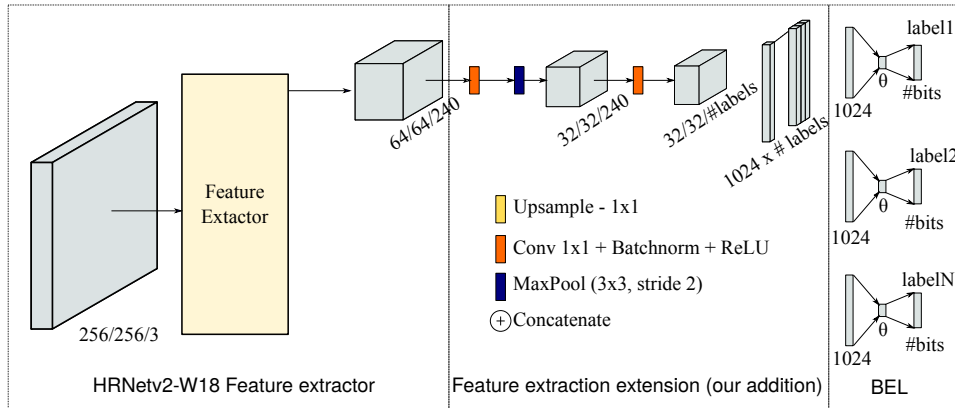 Feature
Extactor
256/256/3
64/64/240
32/32/240
32/32/#labels
1024 x # labels
Upsample - 1x1
Conv 1x1 + Batchnorm + ReLU
MaxPool (3x3, stride 2)
+ Concatenate
label1
θ
1024
#bits
label2
θ
1024
#bits
labelN
θ
1024
#bits
HRNetv2-W18 Feature extractor
Feature extraction extension (our addition)
BEL